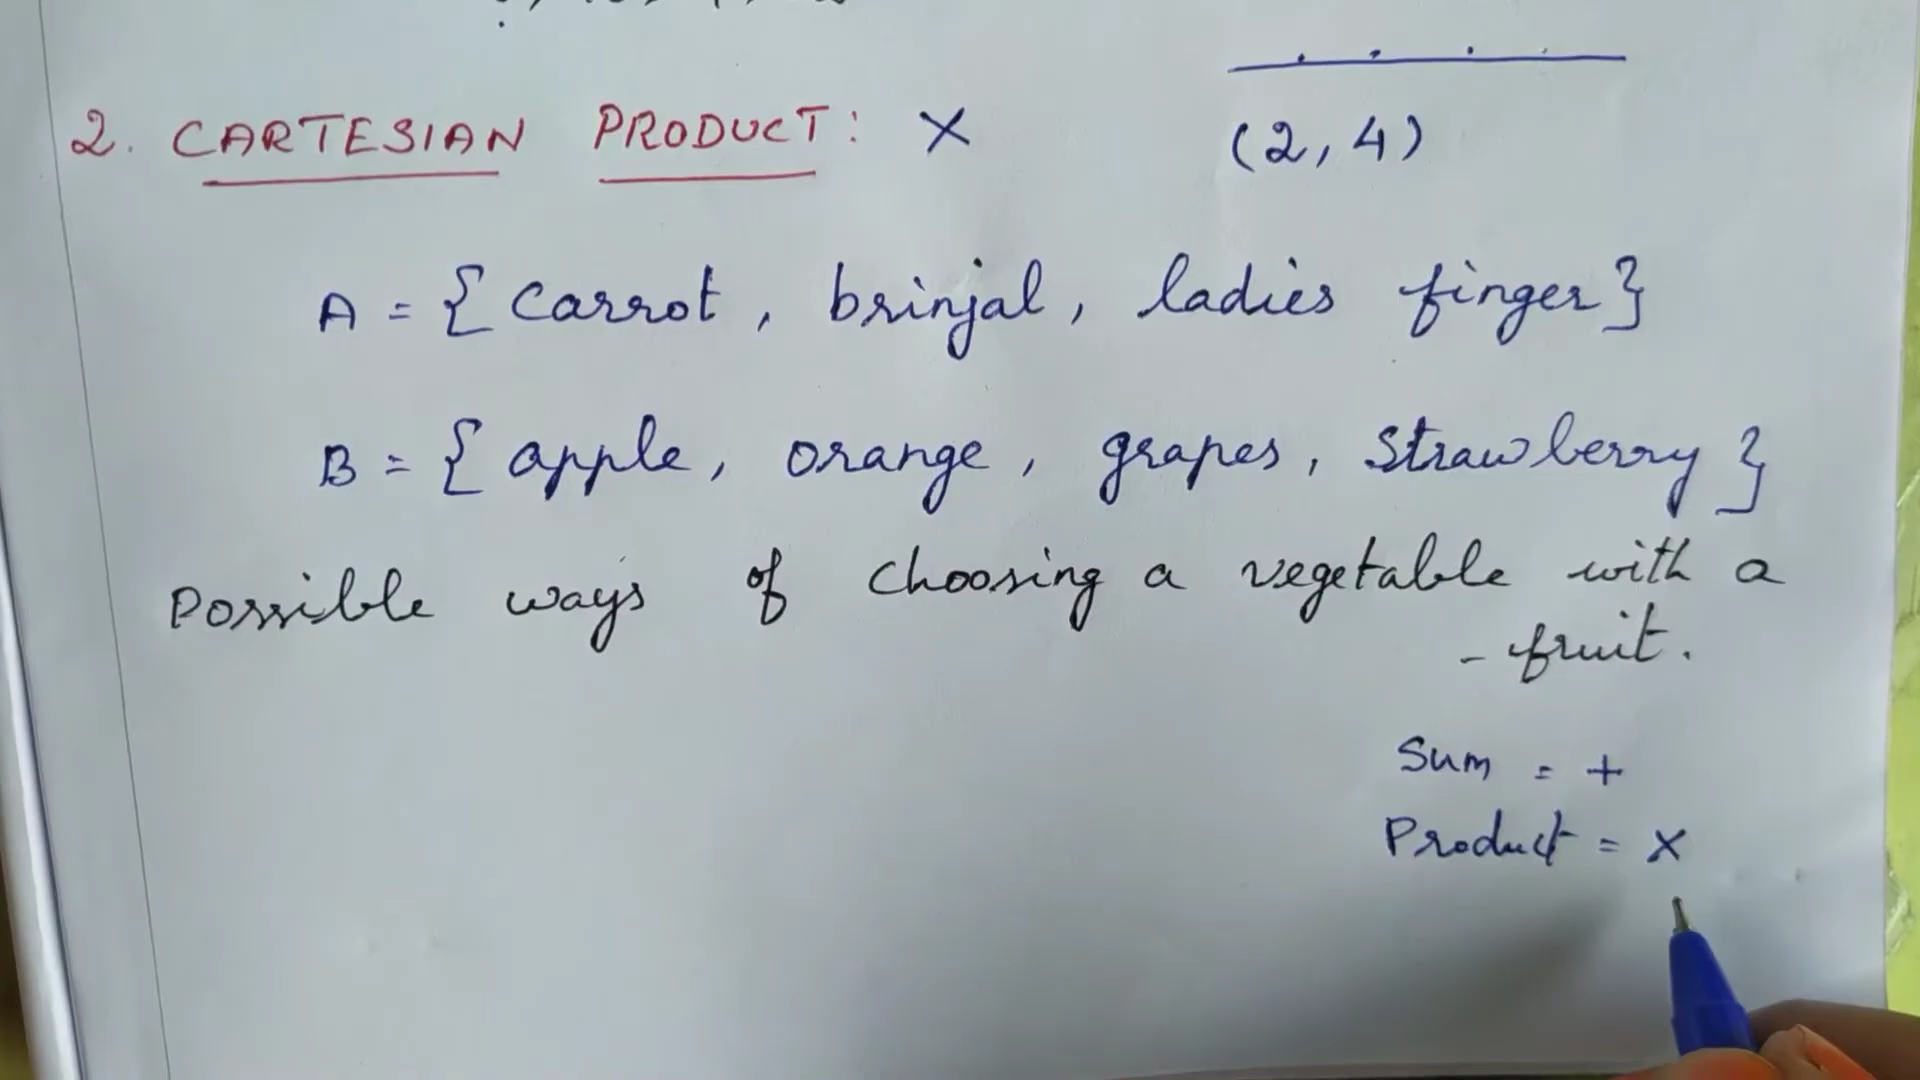 2. CARTESIAN PRODUCT: X (2, 4)
A = { Carrot, brinjal, ladies finger}
B = { apple, orange, grapes, Strawberry }
Possible ways of choosing a vegetable with a
- fruit.
Sum = +
Product = X